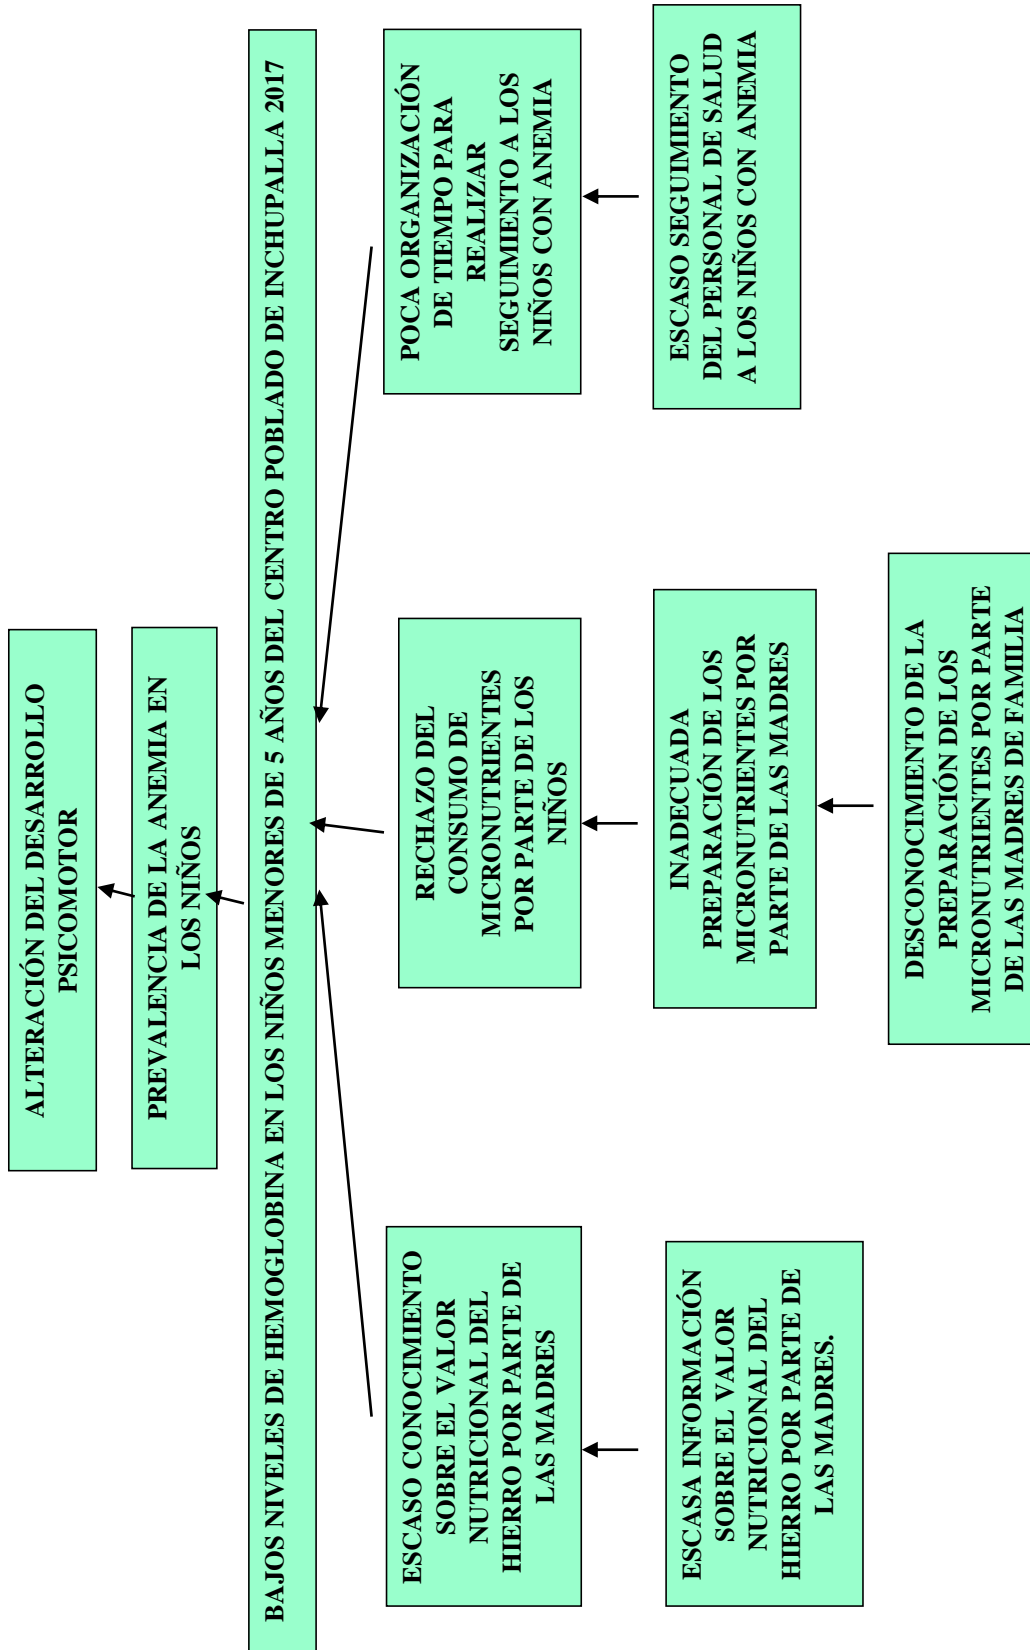 ALTERACIÓN DEL DESARROLLO
PSICOMOTOR
PREVALENCIA DE LA ANEMIA EN
LOS NIÑOS
BAJOS NIVELES DE HEMOGLOBINA EN LOS NIÑOS MENORES DE 5 AÑOS DEL CENTRO POBLADO DE INCHUPALLA 2017
ESCASO CONOCIMIENTO
SOBRE EL VALOR
NUTRICIONAL DEL
HIERRO POR PARTE DE
LAS MADRES
RECHAZO DEL
CONSUMO DE
MICRONUTRIENTES
POR PARTE DE LOS
NIÑOS
POCA ORGANIZACIÓN
DE TIEMPO PARA
REALIZAR
SEGUIMIENTO A LOS
NIÑOS CON ANEMIA
ESCASA INFORMACIÓN
SOBRE EL VALOR
NUTRICIONAL DEL
HIERRO POR PARTE DE
LAS MADRES.
INADECUADA
PREPARACIÓN DE LOS
MICRONUTRIENTES POR
PARTE DE LAS MADRES
ESCASO SEGUIMIENTO
DEL PERSONAL DE SALUD
A LOS NIÑOS CON ANEMIA
DESCONOCIMIENTO DE LA
PREPARACIÓN DE LOS
MICRONUTRIENTES POR PARTE
DE LAS MADRES DE FAMILIA